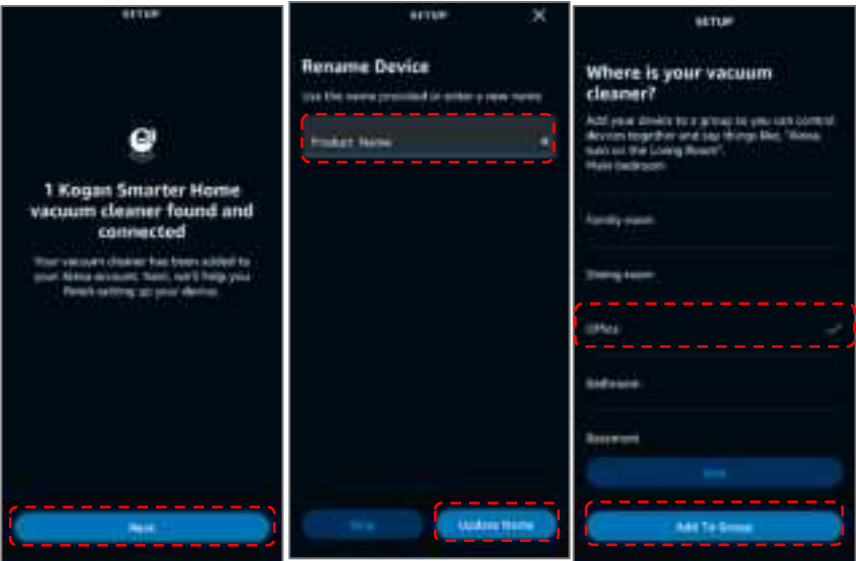 SETUP
1 Kogan Smarter Home
vacuum cleaner found and
connected
Your vacuum cleaner has been added to
your Alexa account. Next, we'll help you
finish setting up your device.
Next
SETUP
Rename Device
Use the name provided or enter a new name
Product Name
Skip
Update Name
SETUP
Where is your vacuum
cleaner?
Add your device to a group so you can control
devices together and say things like, "Alexa,
turn on the Living Room".
Main bedroom
Family room
Dining room
Office
Bathroom
Basement
Skip
Add To Group